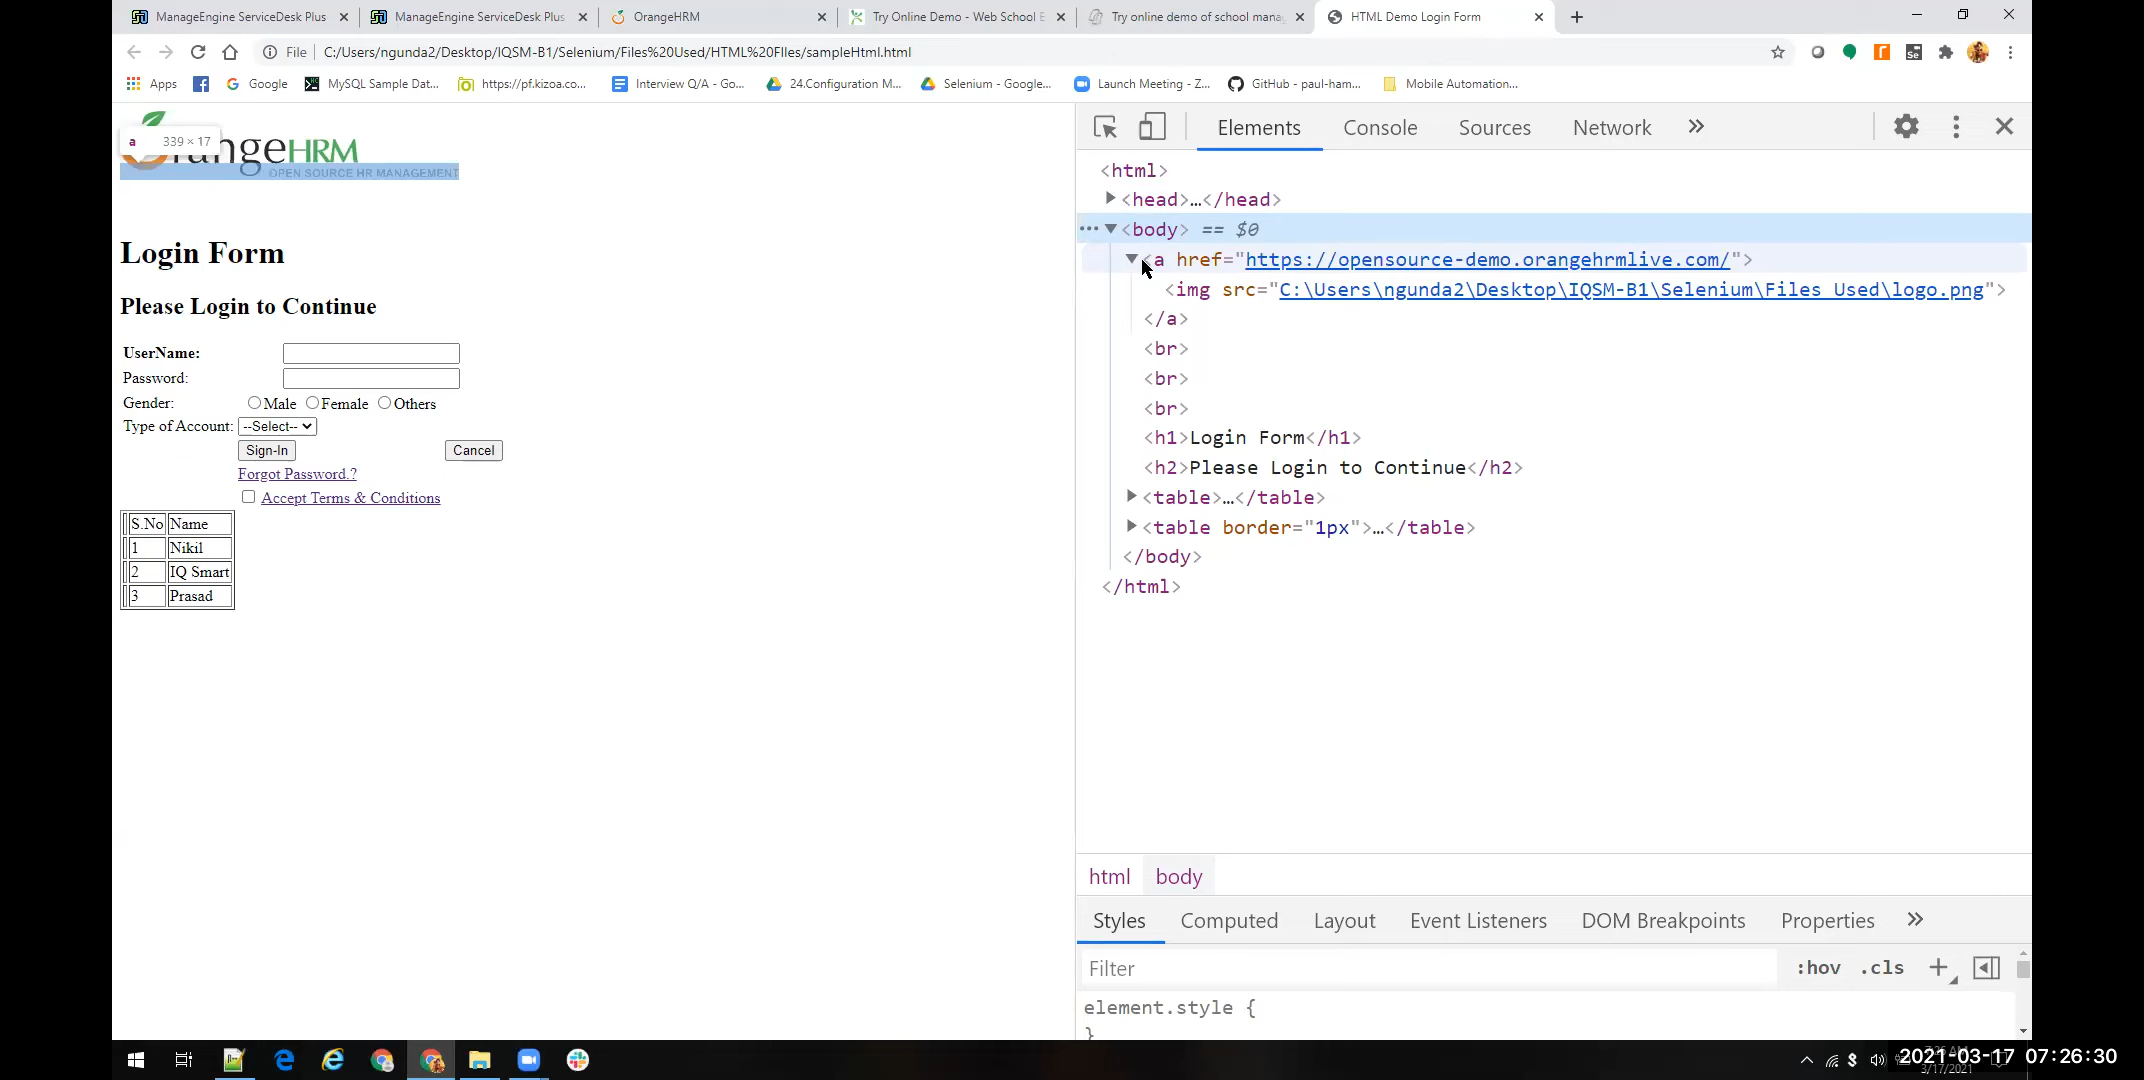 ManageEngine ServiceDesk Plus
ManageEngine ServiceDesk Plus
OrangeHRM
Try Online Demo - Web School E
Try online demo of school mana
HTML Demo Login Form
File
C:/Users/ngunda2/Desktop/IQSM-B1/Selenium/Files%20Used/HTML%20FIles/sampleHtml.html
Apps
Google
MySQL Sample Dat...
https://pf.kizoa.co...
Interview Q/A - Go...
24.Configuration M...
Selenium - Google...
Launch Meeting - Z...
GitHub - paul-ham...
Mobile Automation...
a 339 × 17
rangeHRM
OPEN SOURCE HR MANAGEMENT
Login Form
Please Login to Continue
UserName:
Password:
Gender: Male Female Others
Type of Account: --Select--
Sign-In Cancel
Forgot Password.?
Accept Terms & Conditions
S.No Name
1 Nikil
2 IQ Smart
3 Prasad
Elements Console Sources Network »
<html>
<head>…</head>
··· <body> == $0
<a href="https://opensource-demo.orangehrmlive.com/">
<img src="C:\Users\ngunda2\Desktop\IQSM-B1\Selenium\Files Used\logo.png">
</a>
<br>
<br>
<br>
<h1>Login Form</h1>
<h2>Please Login to Continue</h2>
<table>…</table>
<table border="1px">…</table>
</body>
</html>
html body
Styles Computed Layout Event Listeners DOM Breakpoints Properties »
Filter :hov .cls +
element.style {
}
2021-03-17 07:26:30
3/17/2021